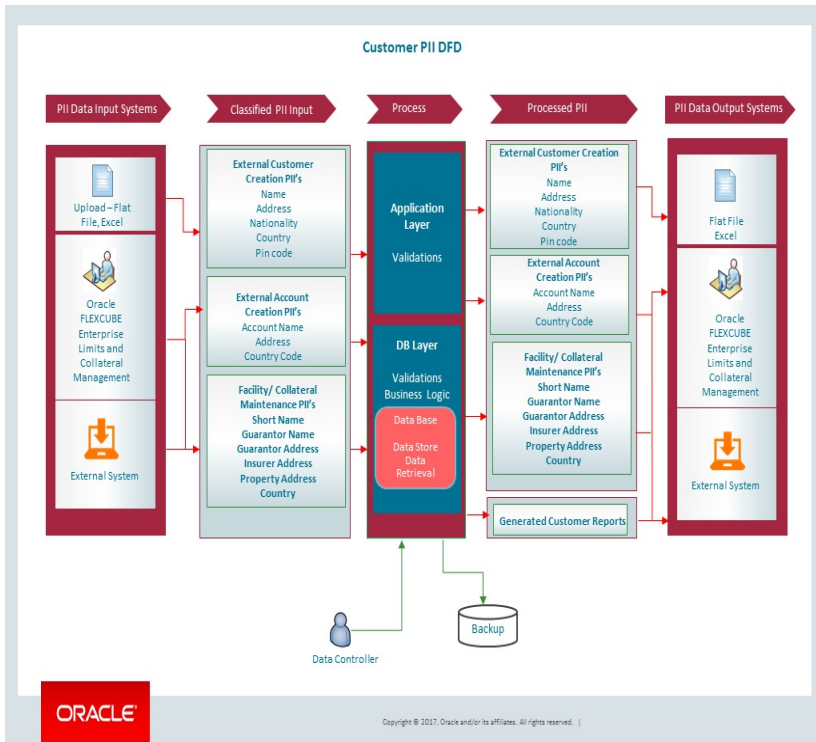 Customer PII DFD
PII Data Input Systems
Classified PII Input
Process
Processed PII
PII Data Output Systems
Upload – Flat
File, Excel
Oracle
FLEXCUBE
Enterprise
Limits and
Collateral
Management
External System
External Customer
Creation PII's
Name
Address
Nationality
Country
Pin code
External Account
Creation PII's
Account Name
Address
Country Code
Facility/ Collateral
Maintenance PII's
Short Name
Guarantor Name
Guarantor Address
Insurer Address
Property Address
Country
Application
Layer
Validations
DB Layer
Validations
Business Logic
Data Base
Data Store
Data
Retrieval
External Customer Creation
PII's
Name
Address
Nationality
Country
Pin code
External Account
Creation PII's
Account Name
Address
Country Code
Facility/ Collateral
Maintenance PII's
Short Name
Guarantor Name
Guarantor Address
Insurer Address
Property Address
Country
Generated Customer Reports
Flat File
Excel
Oracle
FLEXCUBE
Enterprise
Limits and
Collateral
Management
External System
Data Controller
Backup
ORACLE
Copyright © 2017, Oracle and/or its affiliates. All rights reserved. |